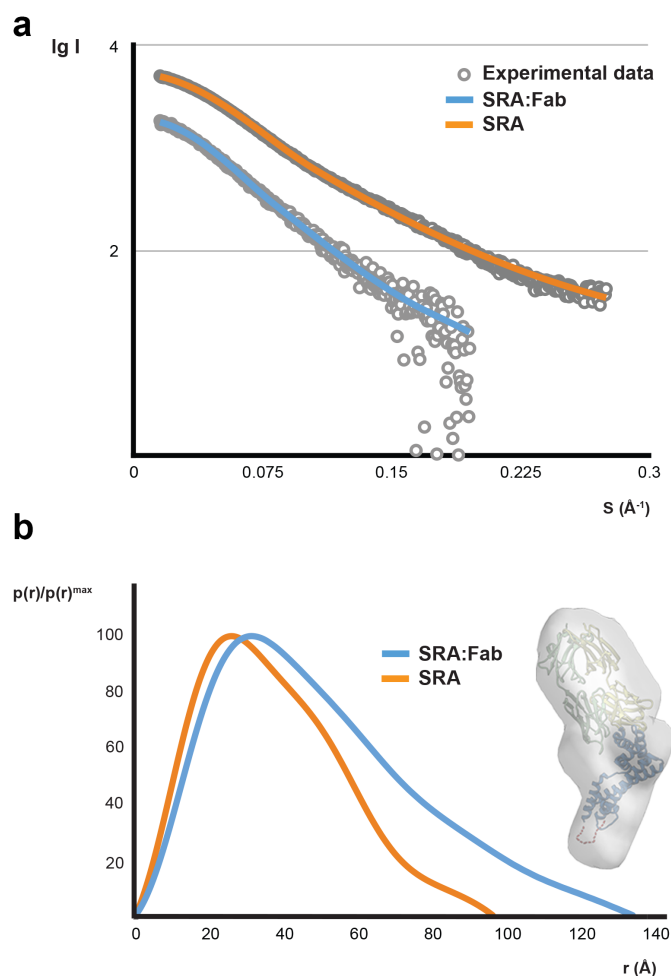 a
lg I
4
Experimental data
SRA:Fab
SRA
2
0 0.075 0.15 0.225 0.3
S (Å-1)
b
p(r)/p(r)max
100
SRA:Fab
SRA
80
60
40
20
0 20 40 60 80 100 120 140
r (Å)